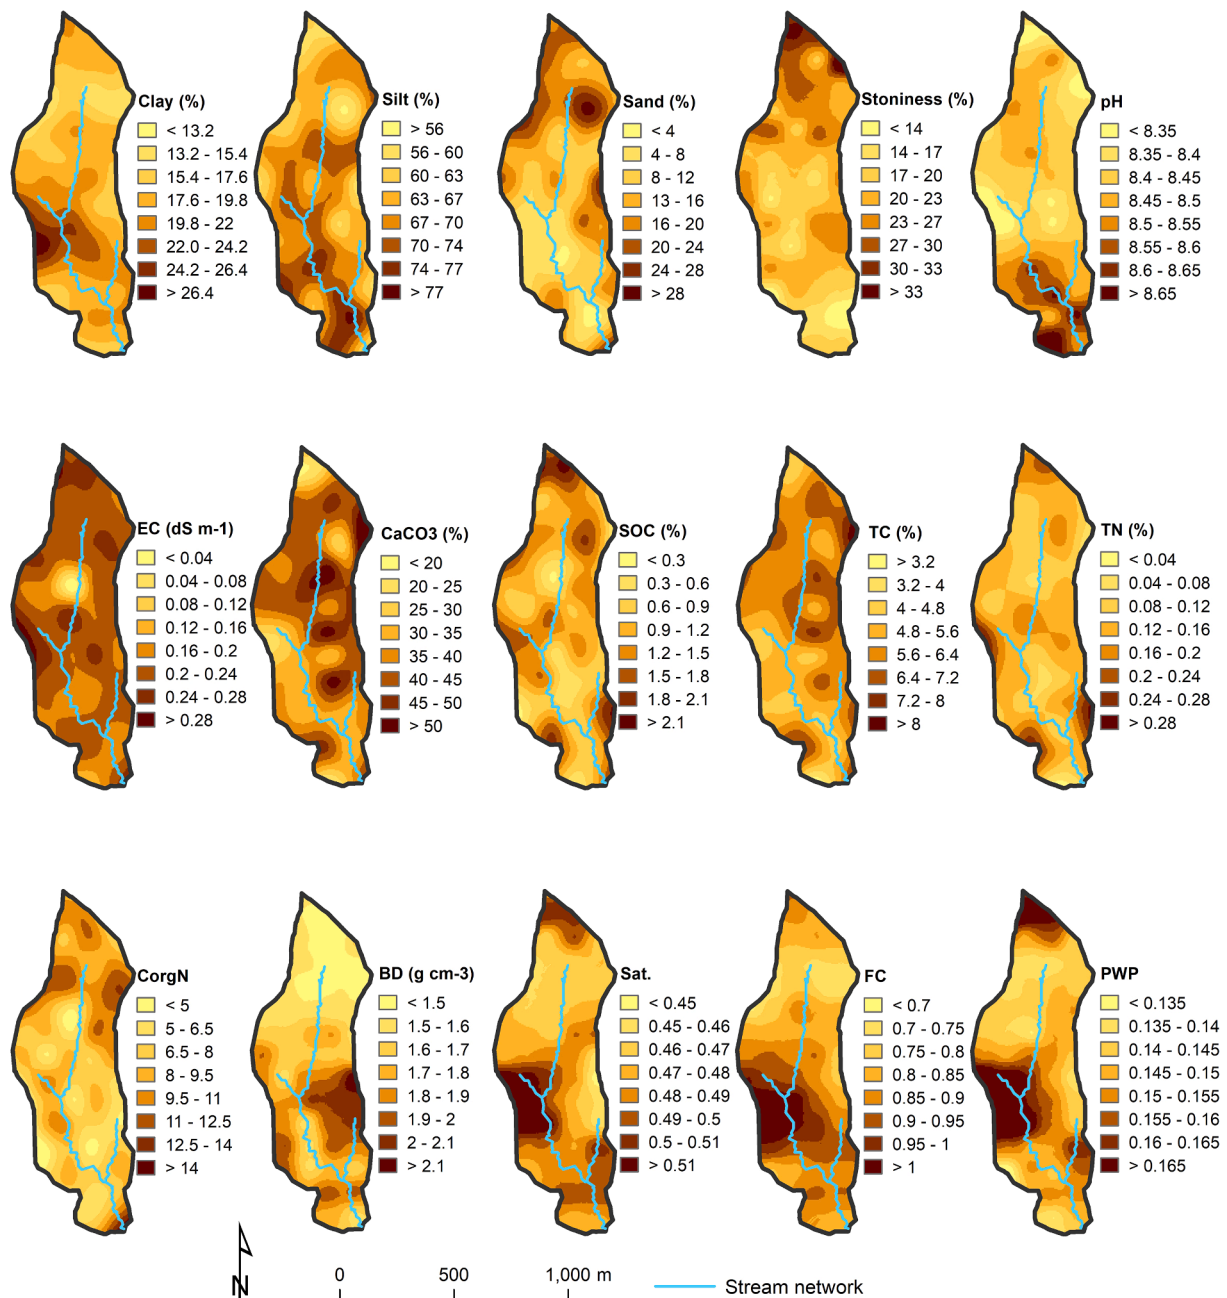 Clay (%)
< 13.2
13.2 - 15.4
15.4 - 17.6
17.6 - 19.8
19.8 - 22
22.0 - 24.2
24.2 - 26.4
> 26.4
Silt (%)
> 56
56 - 60
60 - 63
63 - 67
67 - 70
70 - 74
74 - 77
> 77
Sand (%)
< 4
4 - 8
8 - 12
13 - 16
16 - 20
20 - 24
24 - 28
> 28
Stoniness (%)
< 14
14 - 17
17 - 20
20 - 23
23 - 27
27 - 30
30 - 33
> 33
pH
< 8.35
8.35 - 8.4
8.4 - 8.45
8.45 - 8.5
8.5 - 8.55
8.55 - 8.6
8.6 - 8.65
> 8.65
EC (dS m-1)
< 0.04
0.04 - 0.08
0.08 - 0.12
0.12 - 0.16
0.16 - 0.2
0.2 - 0.24
0.24 - 0.28
> 0.28
CaCO3 (%)
< 20
20 - 25
25 - 30
30 - 35
35 - 40
40 - 45
45 - 50
> 50
SOC (%)
< 0.3
0.3 - 0.6
0.6 - 0.9
0.9 - 1.2
1.2 - 1.5
1.5 - 1.8
1.8 - 2.1
> 2.1
TC (%)
> 3.2
3.2 - 4
4 - 4.8
4.8 - 5.6
5.6 - 6.4
6.4 - 7.2
7.2 - 8
> 8
TN (%)
< 0.04
0.04 - 0.08
0.08 - 0.12
0.12 - 0.16
0.16 - 0.2
0.2 - 0.24
0.24 - 0.28
> 0.28
CorgN
< 5
5 - 6.5
6.5 - 8
8 - 9.5
9.5 - 11
11 - 12.5
12.5 - 14
> 14
BD (g cm-3)
< 1.5
1.5 - 1.6
1.6 - 1.7
1.7 - 1.8
1.8 - 1.9
1.9 - 2
2 - 2.1
> 2.1
Sat.
< 0.45
0.45 - 0.46
0.46 - 0.47
0.47 - 0.48
0.48 - 0.49
0.49 - 0.5
0.5 - 0.51
> 0.51
FC
< 0.7
0.7 - 0.75
0.75 - 0.8
0.8 - 0.85
0.85 - 0.9
0.9 - 0.95
0.95 - 1
> 1
PWP
< 0.135
0.135 - 0.14
0.14 - 0.145
0.145 - 0.15
0.15 - 0.155
0.155 - 0.16
0.16 - 0.165
> 0.165
N
0 500 1,000 m
Stream network